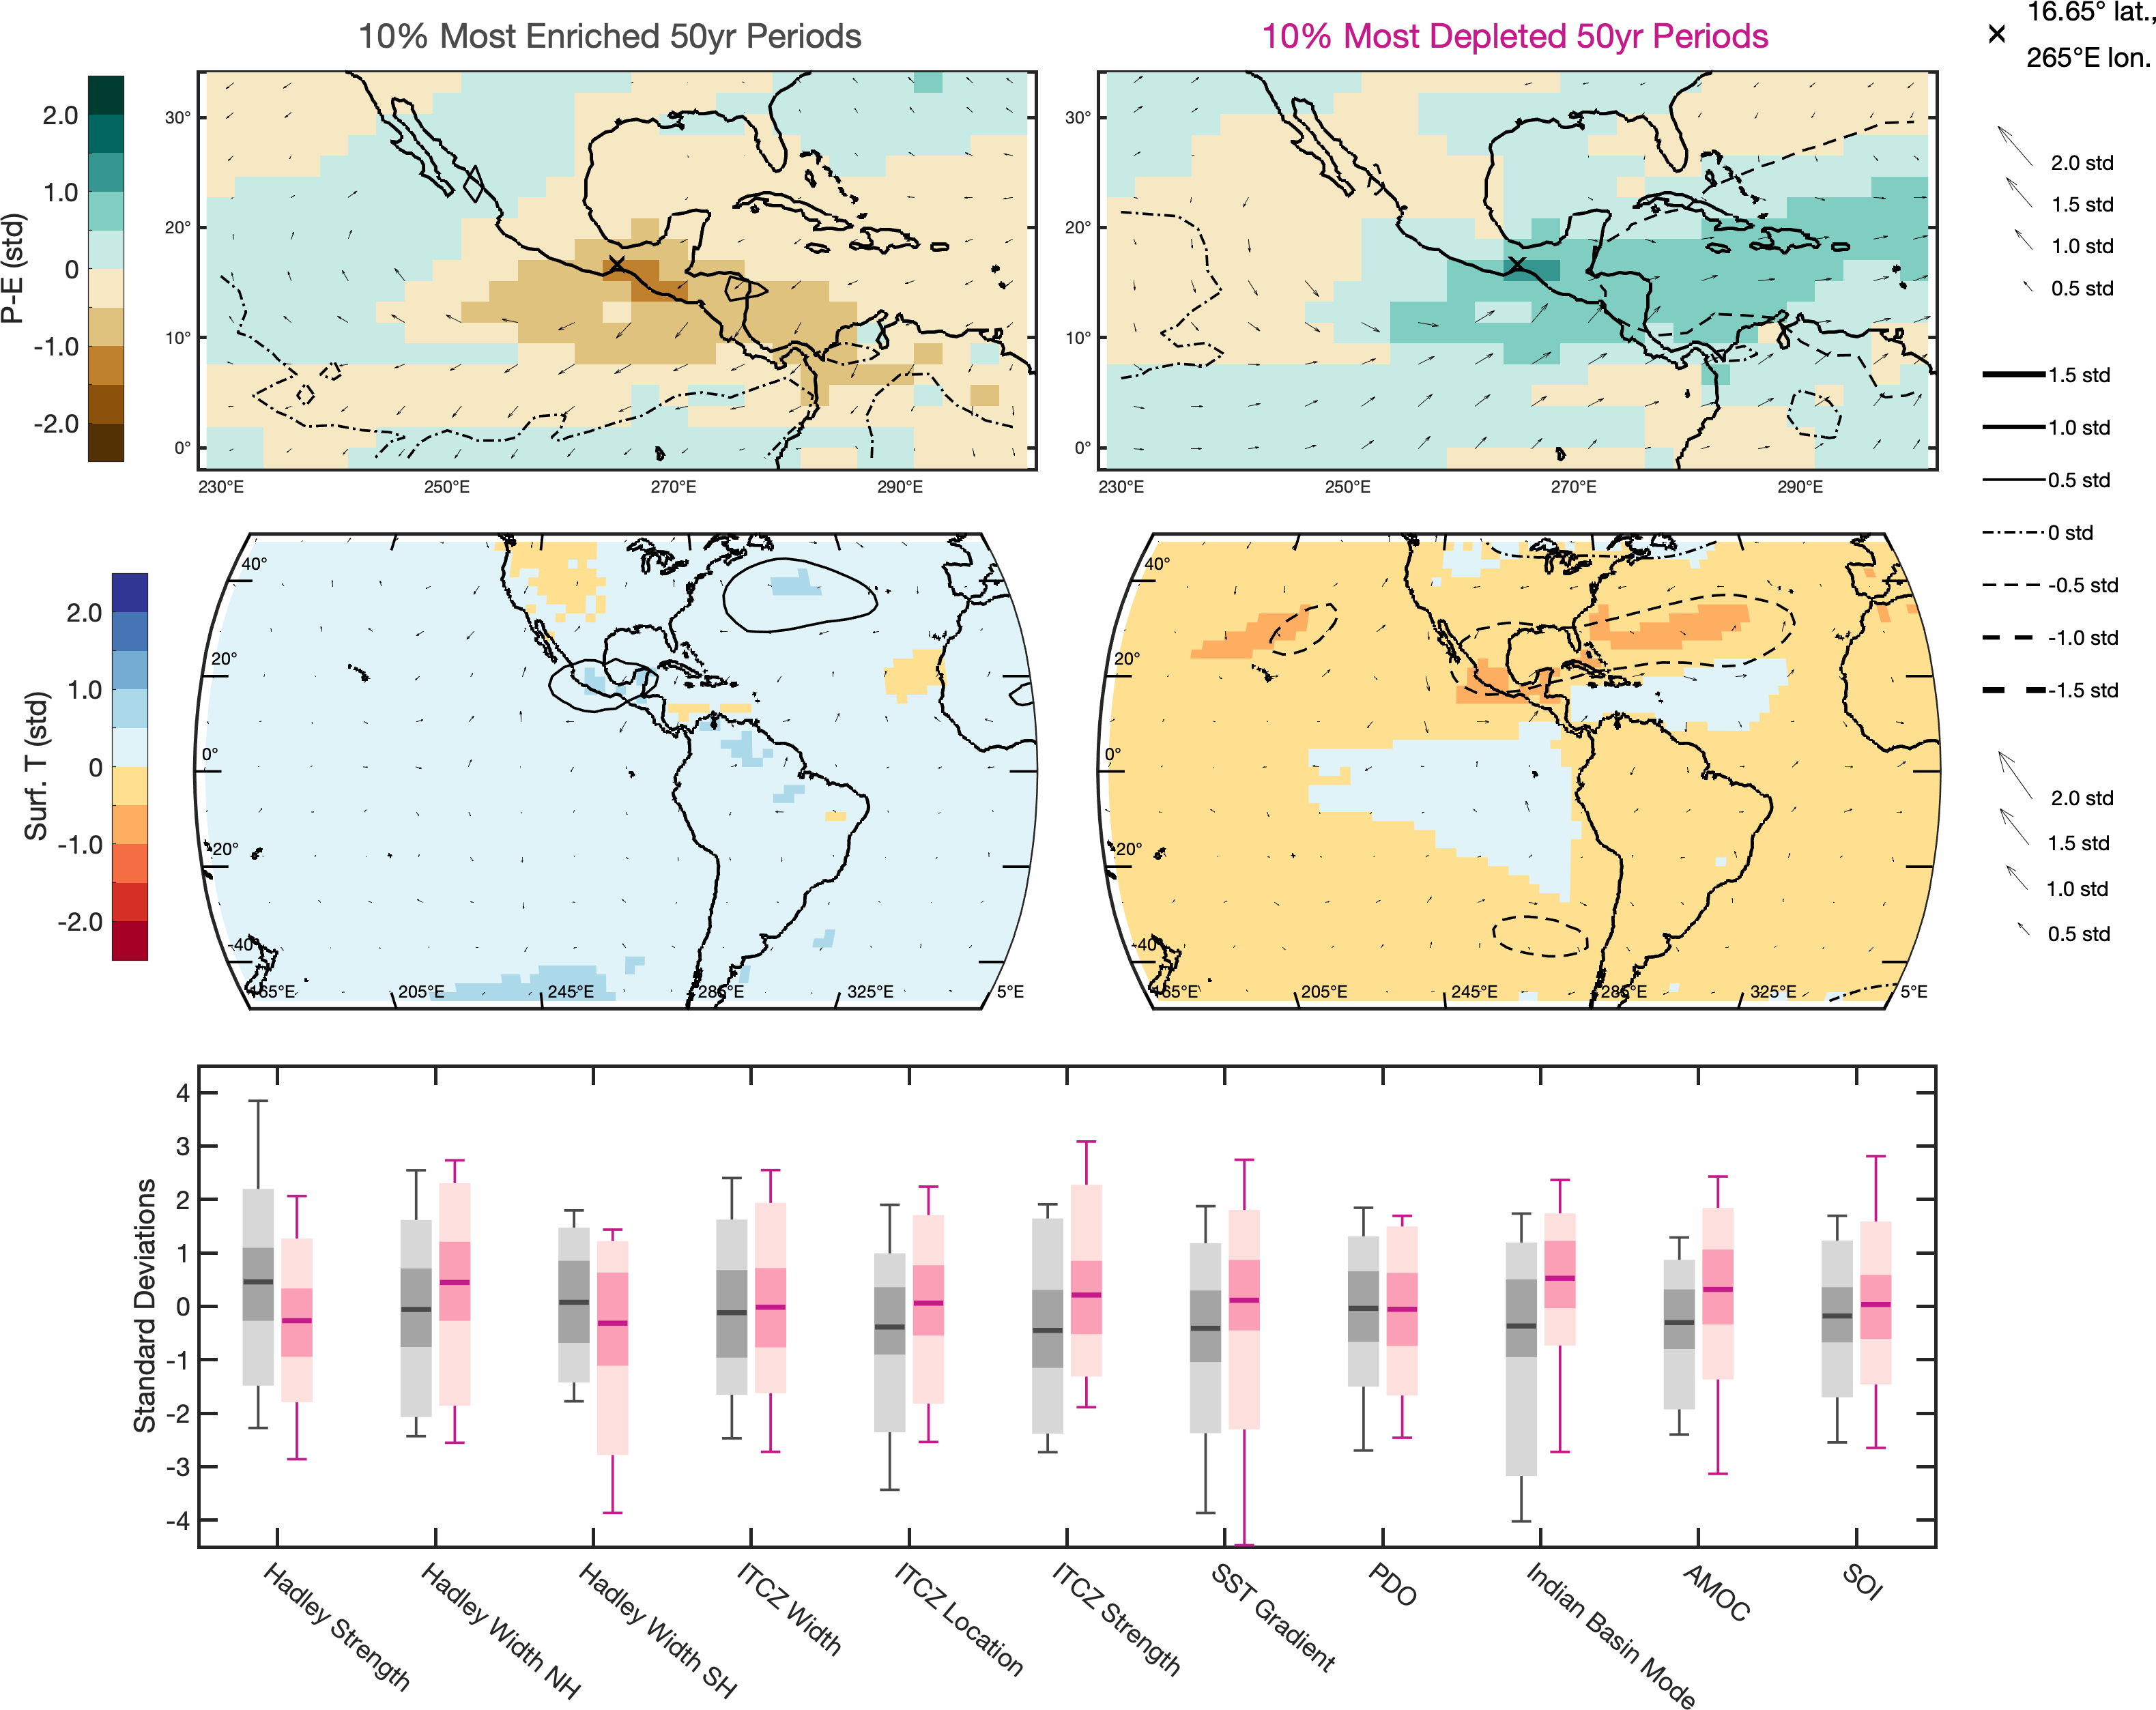 10% Most Enriched 50yr Periods
10% Most Depleted 50yr Periods
16.65° lat.,
265°E lon.
P-E (std)
2.0
1.0
0
-1.0
-2.0
30°
20°
10°
0°
230°E
250°E
270°E
290°E
30°
20°
10°
0°
230°E
250°E
270°E
290°E
2.0 std
1.5 std
1.0 std
0.5 std
1.5 std
1.0 std
0.5 std
0 std
-0.5 std
-1.0 std
-1.5 std
2.0 std
1.5 std
1.0 std
0.5 std
Surf. T (std)
2.0
1.0
0
-1.0
-2.0
40°
20°
0°
-20°
-40°
165°E
205°E
245°E
285°E
325°E
5°E
40°
20°
0°
-20°
-40°
165°E
205°E
245°E
285°E
325°E
5°E
Standard Deviations
4
3
2
1
0
-1
-2
-3
-4
Hadley Strength
Hadley Width NH
Hadley Width SH
ITCZ Width
ITCZ Location
ITCZ Strength
SST Gradient
PDO
Indian Basin Mode
AMOC
SOI